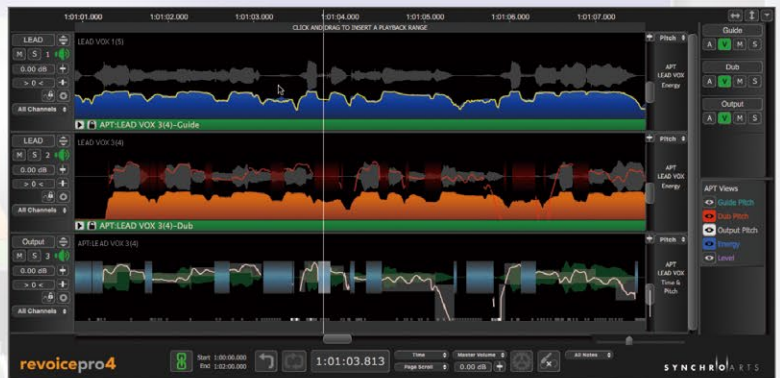 1:01:01.000 1:01:02.000 1:01:03.000 1:01:04.000 1:01:05.000 1:01:06.000 1:01:07.000
CLICK AND DRAG TO INSERT A PLAYBACK RANGE
LEAD
M S 1
0.00 dB
> 0 <
All Channels
LEAD VOX 1(5)
APT:LEAD VOX 3(4)-Guide
Pitch
APT
LEAD VOX
Energy
LEAD
M S 2
0.00 dB
> 0 <
All Channels
LEAD VOX 3(4)
APT:LEAD VOX 3(4)-Dub
Pitch
APT
LEAD VOX
Energy
Output
M S 3
0.00 dB
> 0 <
All Channels
APT:LEAD VOX 3(4)
Pitch
APT
LEAD VOX
Time &
Pitch
Guide
A V M S
Dub
A V M S
Output
A V M S
APT Views
Guide Pitch
Dub Pitch
Output Pitch
Energy
Level
revoicepro4
Start 1:00:00.000
End 1:02:00.000
1:01:03.813
Time
Page Scroll
Master Volume
0.00 dB
All Notes
SYNCHROARTS